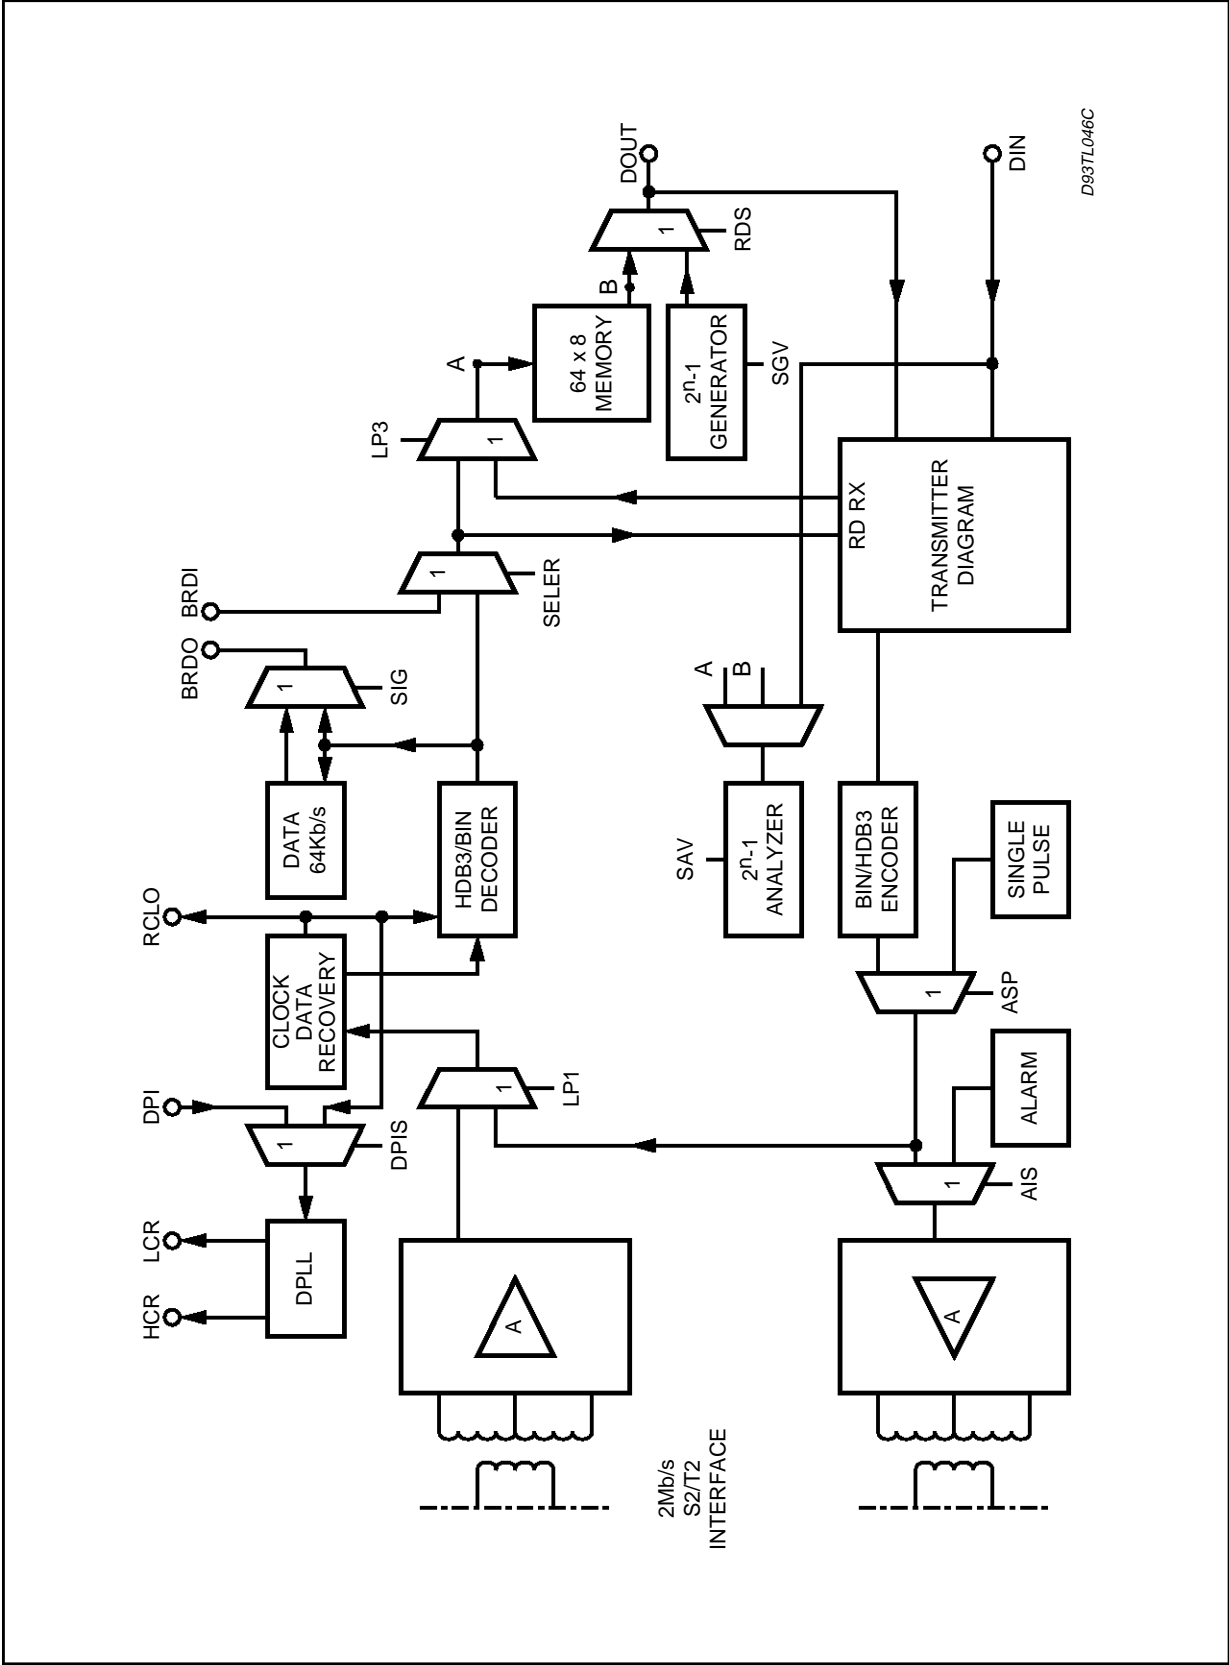 HCR
LCR
DPI
RCLO
BRDO
BRDI
DPLL
1
DPIS
CLOCK
DATA
RECOVERY
DATA
64Kb/s
1
SIG
A
1
LP1
HDB3/BIN
DECODER
1
SELER
LP3
1
A
64 x 8
MEMORY
B
1
RDS
DOUT
2n-1
GENERATOR
SGV
2Mb/s
S2/T2
INTERFACE
SAV
2n-1
ANALYZER
A
B
A
1
AIS
ALARM
1
ASP
BIN/HDB3
ENCODER
SINGLE
PULSE
RD RX
TRANSMITTER
DIAGRAM
DIN
D93TL046C